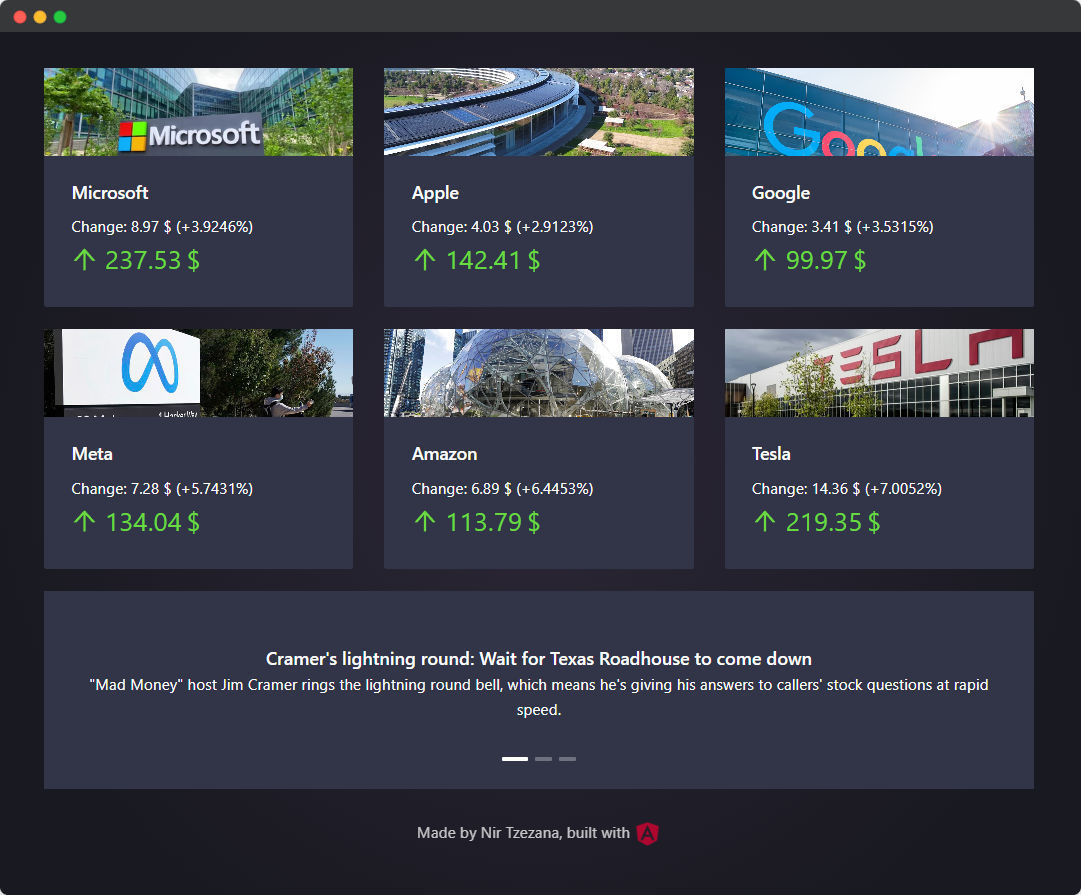 Microsoft
Google
TESLA
Microsoft
Apple
Google
Change: 8.97 $ (+3.9246%)
Change: 4.03 $ (+2.9123%)
Change: 3.41 $ (+3.5315%)
↑ 237.53 $
↑ 142.41 $
↑ 99.97 $
Meta
Amazon
Tesla
Change: 7.28 $ (+5.7431%)
Change: 6.89 $ (+6.4453%)
Change: 14.36 $ (+7.0052%)
↑ 134.04 $
↑ 113.79 $
↑ 219.35 $
Cramer's lightning round: Wait for Texas Roadhouse to come down
"Mad Money" host Jim Cramer rings the lightning round bell, which means he's giving his answers to callers' stock questions at rapid
speed.
Made by Nir Tzezana, built with A